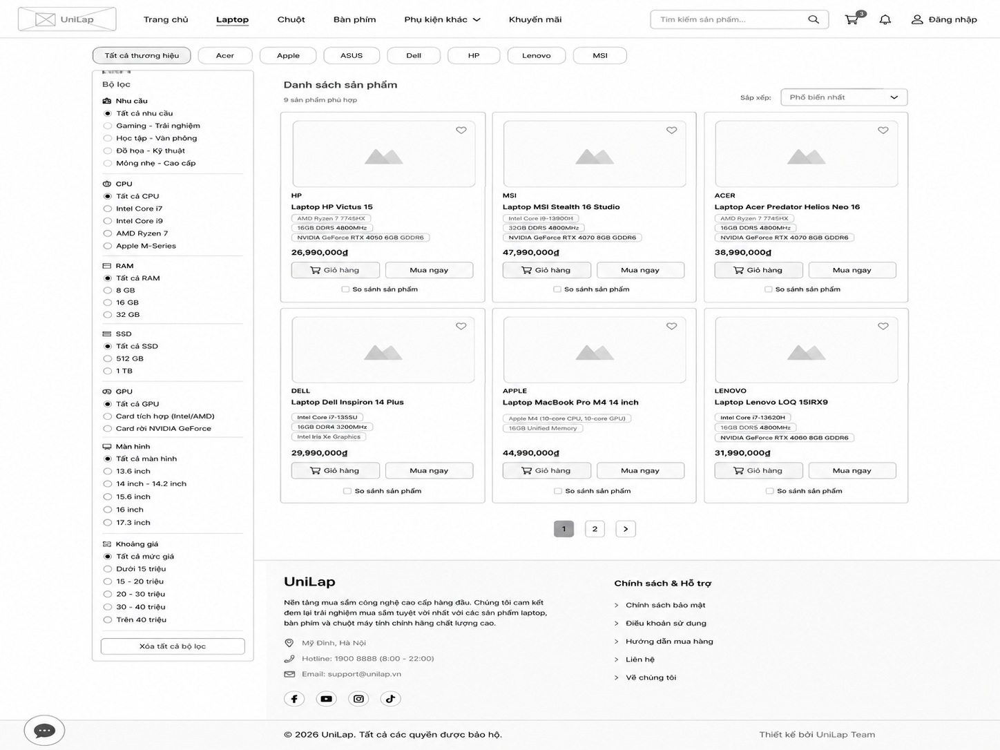 UniLap
Trang chủ
Laptop
Chuột
Bàn phím
Phụ kiện khác
Khuyến mãi
Tìm kiếm sản phẩm...
3
Đăng nhập
Tất cả thương hiệu
Acer
Apple
ASUS
Dell
HP
Lenovo
MSI
Bộ lọc
Nhu cầu
Tất cả nhu cầu
Gaming - Trải nghiệm
Học tập - Văn phòng
Đồ họa - Kỹ thuật
Mỏng nhẹ - Cao cấp
CPU
Tất cả CPU
Intel Core i7
Intel Core i9
AMD Ryzen 7
Apple M-Series
RAM
Tất cả RAM
8 GB
16 GB
32 GB
SSD
Tất cả SSD
512 GB
1 TB
GPU
Tất cả GPU
Card tích hợp (Intel/AMD)
Card rời NVIDIA GeForce
Màn hình
Tất cả màn hình
13.6 inch
14 inch - 14.2 inch
15.6 inch
16 inch
17.3 inch
Khoảng giá
Tất cả mức giá
Dưới 15 triệu
15 - 20 triệu
20 - 30 triệu
30 - 40 triệu
Trên 40 triệu
Xóa tất cả bộ lọc
Danh sách sản phẩm
9 sản phẩm phù hợp
Sắp xếp:
Phổ biến nhất
HP
Laptop HP Victus 15
AMD Ryzen 7 7745HX
16GB DDR5 4800MHz
NVIDIA GeForce RTX 4050 6GB GDDR6
26,990,000₫
Giỏ hàng
Mua ngay
So sánh sản phẩm
MSI
Laptop MSI Stealth 16 Studio
Intel Core i9-13900H
32GB DDR5 4800MHz
NVIDIA GeForce RTX 4070 8GB GDDR6
47,990,000₫
Giỏ hàng
Mua ngay
So sánh sản phẩm
ACER
Laptop Acer Predator Helios Neo 16
AMD Ryzen 7 7745HX
16GB DDR5 4800MHz
NVIDIA GeForce RTX 4070 8GB GDDR6
38,990,000₫
Giỏ hàng
Mua ngay
So sánh sản phẩm
DELL
Laptop Dell Inspiron 14 Plus
Intel Core i7-1355U
16GB DDR4 3200MHz
Intel Iris Xe Graphics
29,990,000₫
Giỏ hàng
Mua ngay
So sánh sản phẩm
APPLE
Laptop MacBook Pro M4 14 inch
Apple M4 (10-core CPU, 10-core GPU)
16GB Unified Memory
44,990,000₫
Giỏ hàng
Mua ngay
So sánh sản phẩm
LENOVO
Laptop Lenovo LOQ 15IRX9
Intel Core i7-13620H
16GB DDR5 4800MHz
NVIDIA GeForce RTX 4060 8GB GDDR6
31,990,000₫
Giỏ hàng
Mua ngay
So sánh sản phẩm
1
2
UniLap
Nền tảng mua sắm công nghệ cao cấp hàng đầu. Chúng tôi cam kết
đem lại trải nghiệm mua sắm tuyệt vời nhất với các sản phẩm laptop,
bàn phím và chuột máy tính chính hãng chất lượng cao.
Mỹ Đình, Hà Nội
Hotline: 1900 8888 (8:00 - 22:00)
Email: support@unilap.vn
Chính sách & Hỗ trợ
Chính sách bảo mật
Điều khoản sử dụng
Hướng dẫn mua hàng
Liên hệ
Về chúng tôi
© 2026 UniLap. Tất cả các quyền được bảo hộ.
Thiết kế bởi UniLap Team